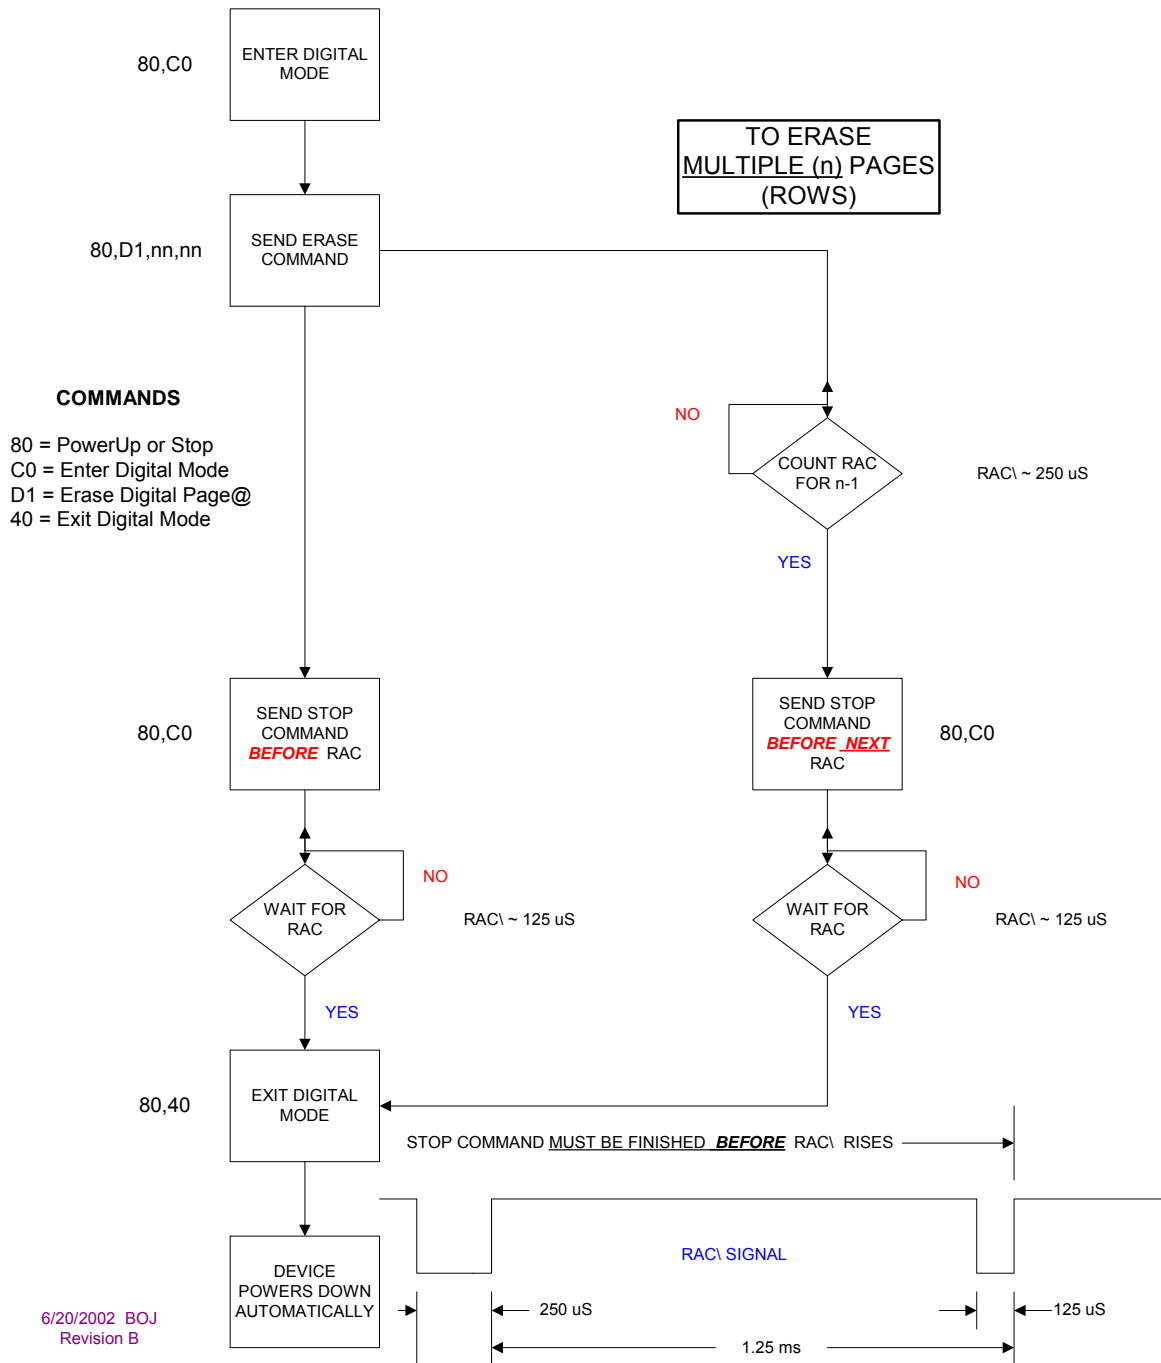 80,C0
ENTER DIGITAL
MODE
TO ERASE
MULTIPLE (n) PAGES
(ROWS)
80,D1,nn,nn
SEND ERASE
COMMAND
COMMANDS
80 = PowerUp or Stop
C0 = Enter Digital Mode
D1 = Erase Digital Page@
40 = Exit Digital Mode
NO
COUNT RAC
FOR n-1
RAC\ ~ 250 uS
YES
80,C0
SEND STOP
COMMAND
BEFORE RAC
SEND STOP
COMMAND
BEFORE NEXT
RAC
80,C0
WAIT FOR
RAC
NO
RAC\ ~ 125 uS
YES
WAIT FOR
RAC
NO
RAC\ ~ 125 uS
YES
80,40
EXIT DIGITAL
MODE
STOP COMMAND MUST BE FINISHED BEFORE RAC\ RISES
RAC\ SIGNAL
DEVICE
POWERS DOWN
AUTOMATICALLY
250 uS
125 uS
1.25 ms
6/20/2002 BOJ
Revision B